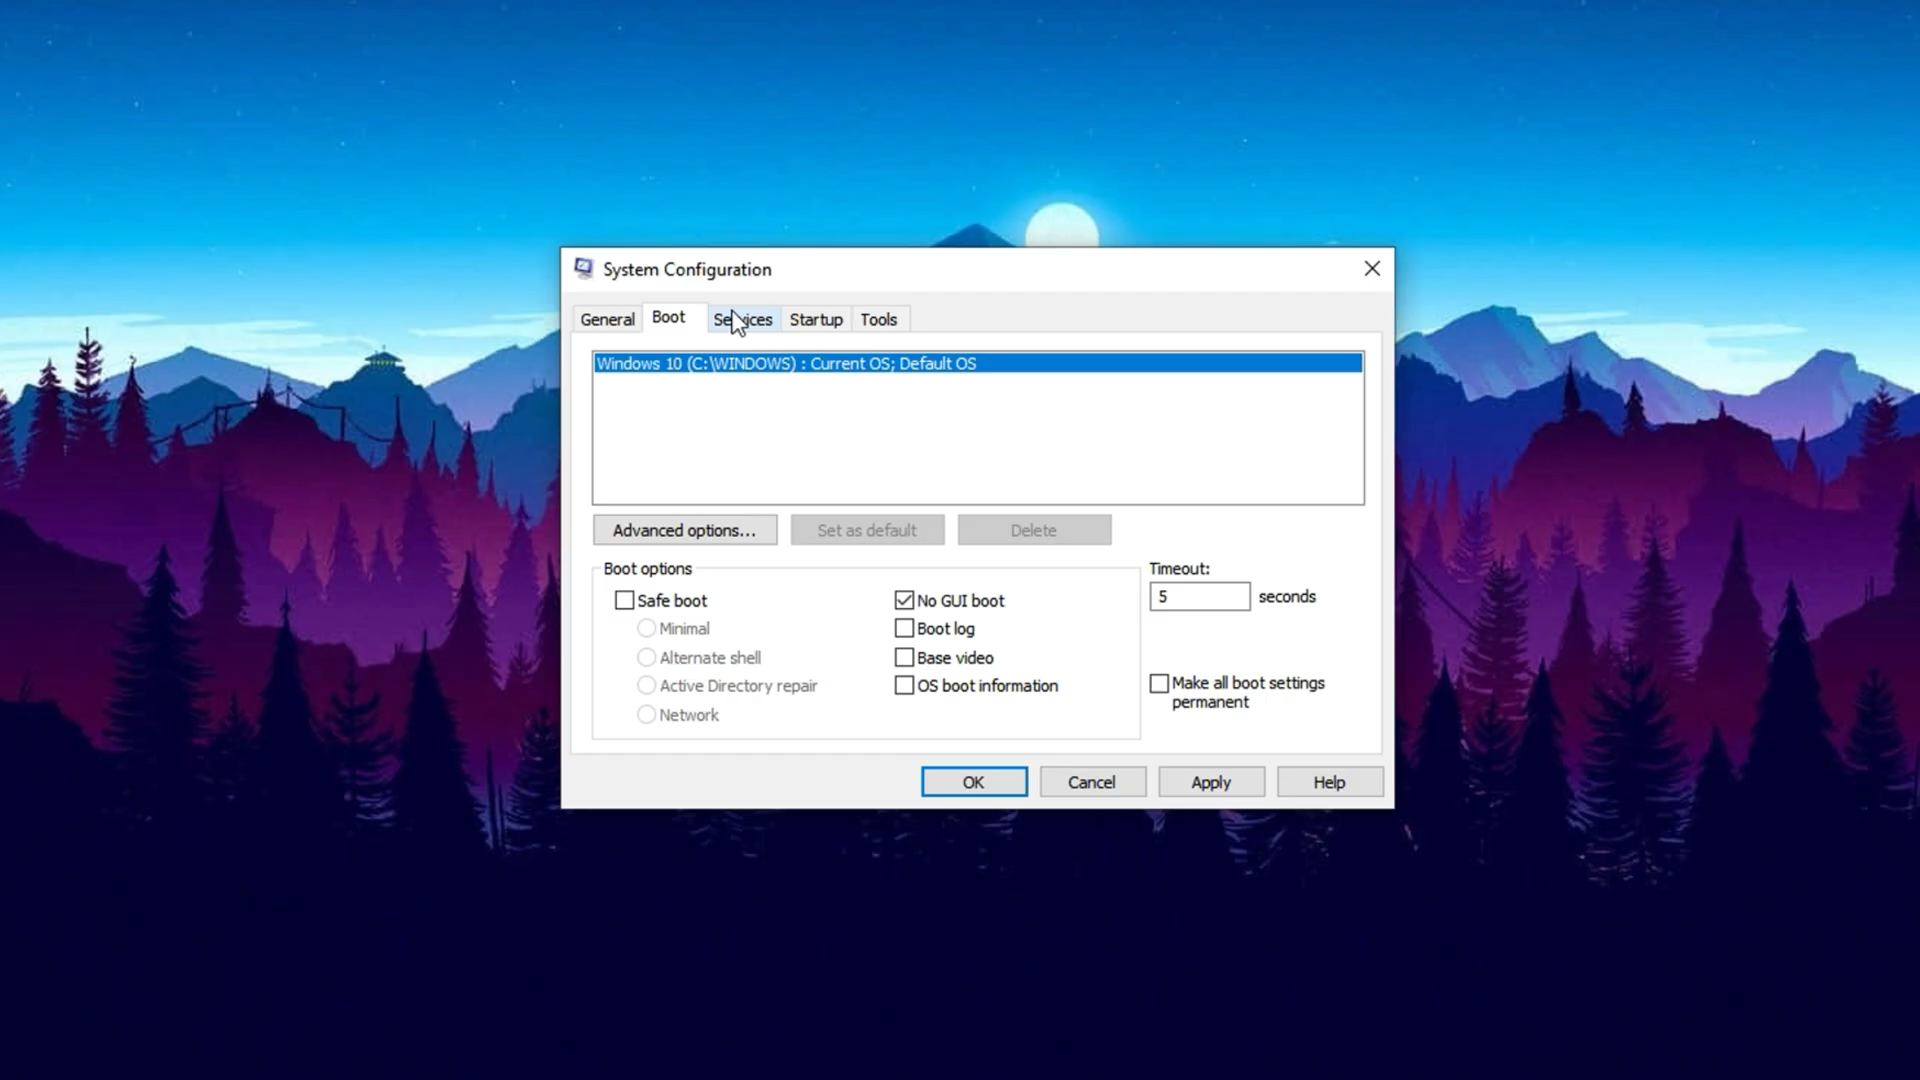 System Configuration
General Boot Services Startup Tools
Windows 10 (C:\WINDOWS) : Current OS; Default OS
Advanced options... Set as default Delete
Boot options
Timeout:
Safe boot
No GUI boot
5 seconds
Minimal
Boot log
Alternate shell
Base video
Active Directory repair
OS boot information
Make all boot settings
permanent
Network
OK Cancel Apply Help